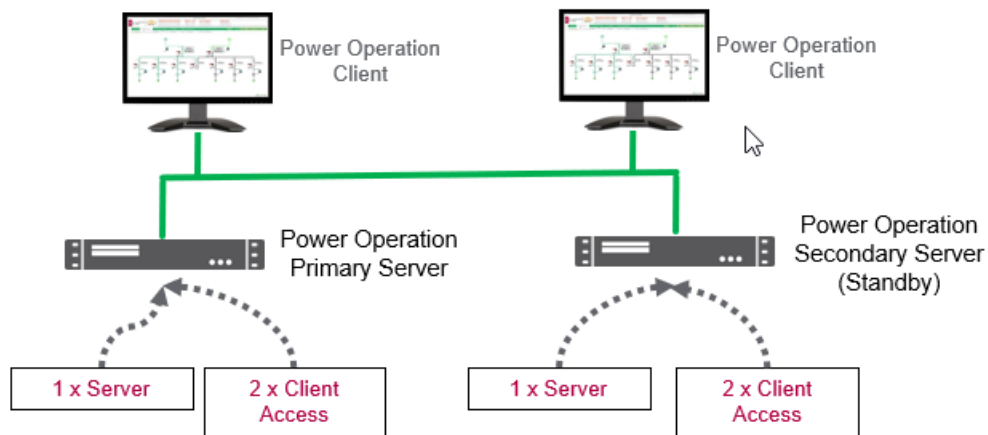 Power Operation
Client
Power Operation
Client
Power Operation
Primary Server
Power Operation
Secondary Server
(Standby)
1 x Server
2 x Client
Access
1 x Server
2 x Client
Access